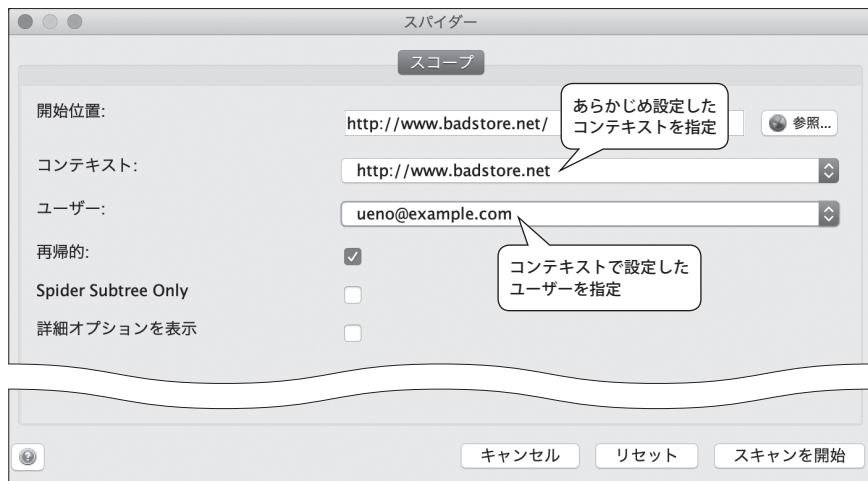 スパイダー
スコープ
開始位置:
http://www.badstore.net/
参照...
あらかじめ設定した
コンテキストを指定
コンテキスト:
http://www.badstore.net
ユーザー:
ueno@example.com
再帰的:
コンテキストで設定した
ユーザーを指定
Spider Subtree Only
詳細オプションを表示
キャンセル
リセット
スキャンを開始